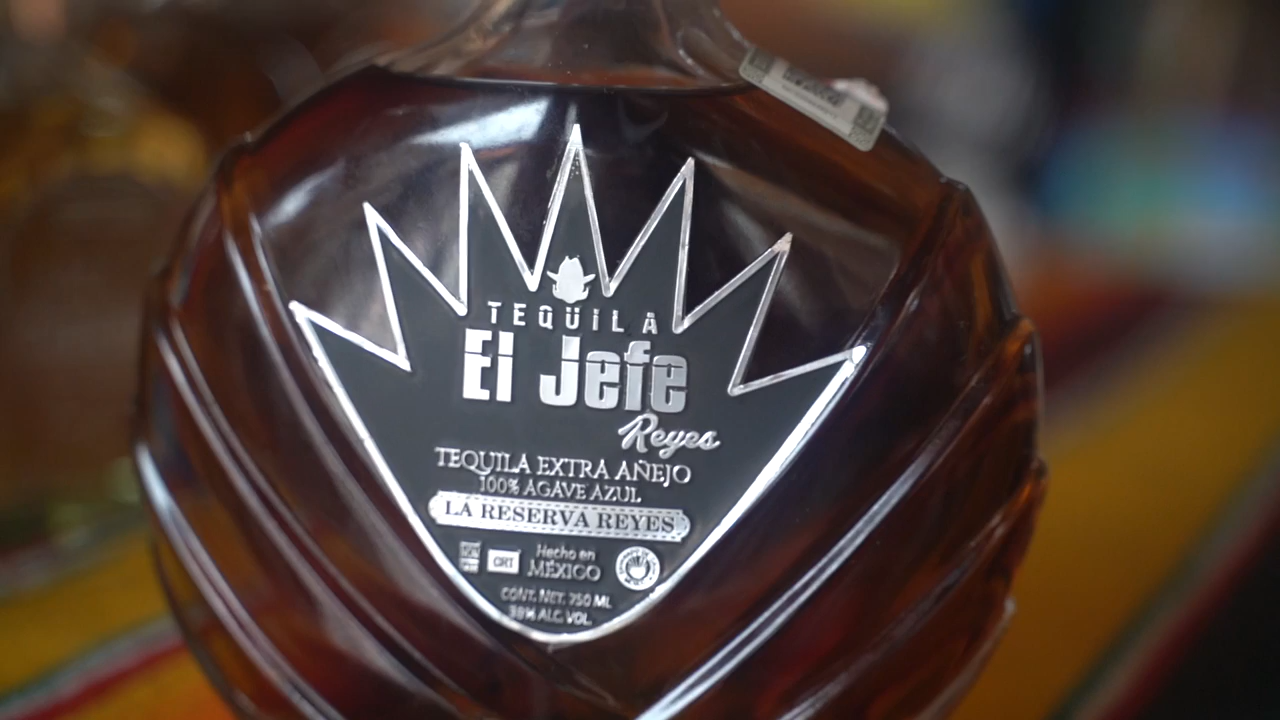 TEQUILA
El Jefe
Reyes
TEQUILA EXTRA AÑEJO
100% AGAVE AZUL
LA RESERVA REYES
CRT
Hecho en
MÉXICO
CONT. NET. 750 ML
38% ALC. VOL.